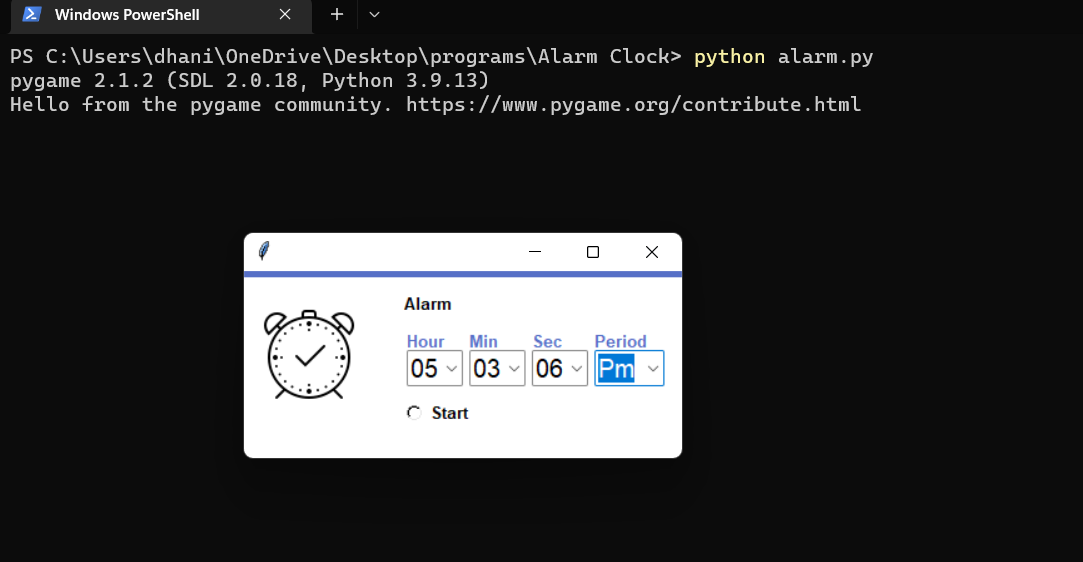 Windows PowerShell
PS C:\Users\dhani\OneDrive\Desktop\programs\Alarm Clock> python alarm.py
pygame 2.1.2 (SDL 2.0.18, Python 3.9.13)
Hello from the pygame community. https://www.pygame.org/contribute.html
Alarm
Hour Min Sec Period
05 03 06 Pm
Start